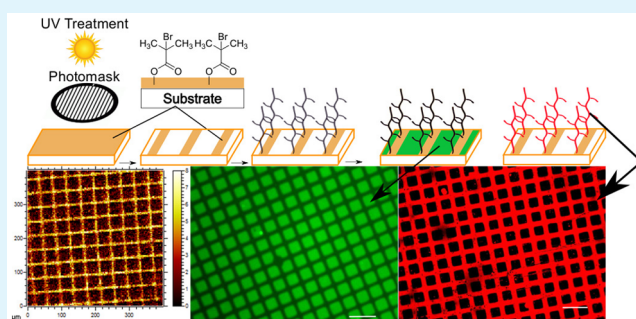 UV Treatment
Photomask
Br Br
H₃C CH₃ H₃C CH₃
O O
O O
Substrate
8
7
6
5
4
3
2
1
0
300
200
100
0
0 100 200 300
µm